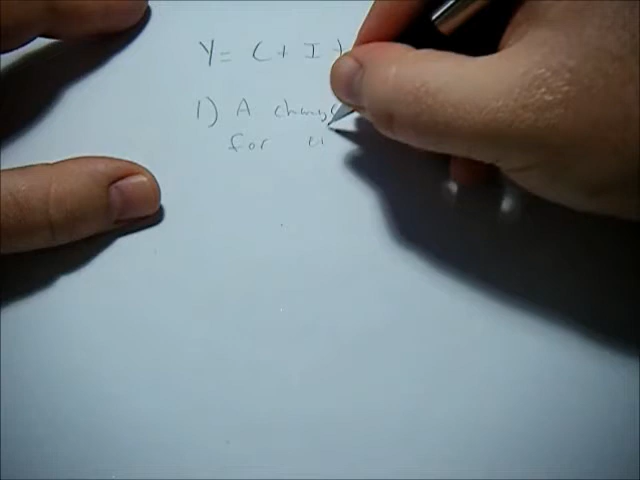 Y = C + I +
1) A change
for